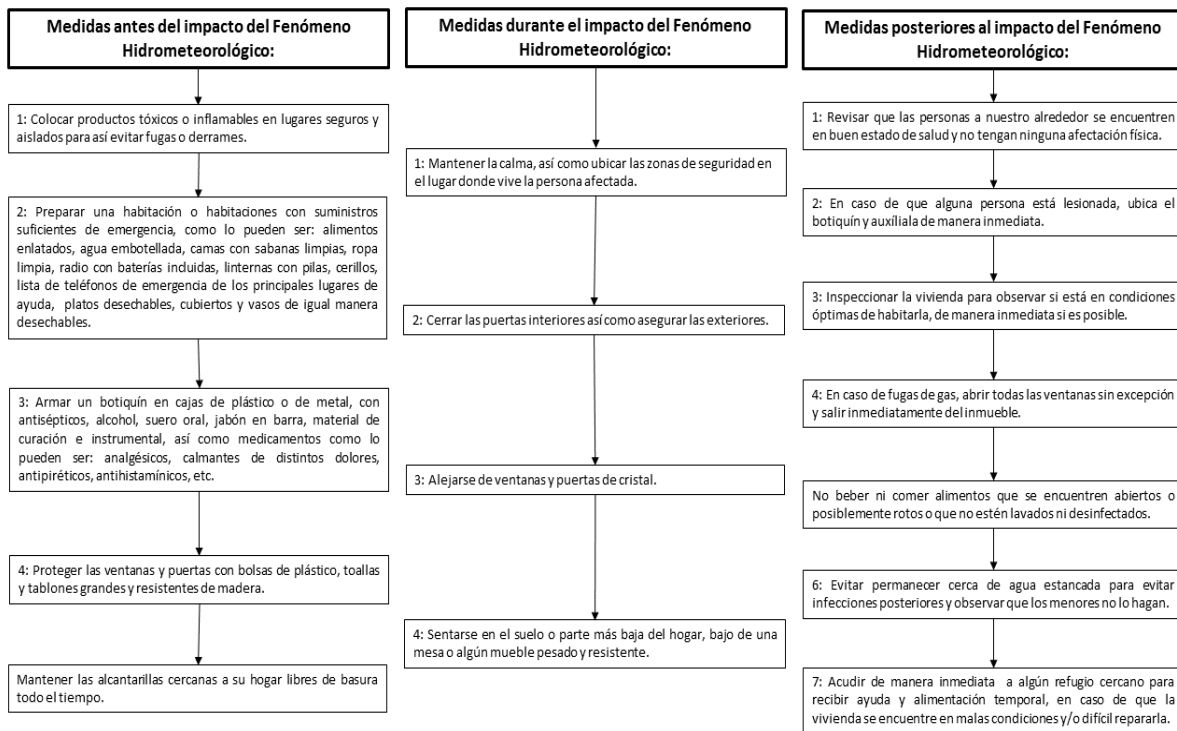 Medidas antes del impacto del Fenómeno
Hidrometeorológico:
1: Colocar productos tóxicos o inflamables en lugares seguros y
aislados para así evitar fugas o derrames.
2: Preparar una habitación o habitaciones con suministros
suficientes de emergencia, como lo pueden ser: alimentos
enlatados, agua embotellada, camas con sabanas limpias, ropa
limpia, radio con baterías incluidas, linternas con pilas, cerillos,
lista de teléfonos de emergencia de los principales lugares de
ayuda, platos desechables, cubiertos y vasos de igual manera
desechables.
3: Armar un botiquín en cajas de plástico o de metal, con
antisépticos, alcohol, suero oral, jabón en barra, material de
curación e instrumental, así como medicamentos como lo
pueden ser: analgésicos, calmantes de distintos dolores,
antipiréticos, antihistamínicos, etc.
4: Proteger las ventanas y puertas con bolsas de plástico, toallas
y tablones grandes y resistentes de madera.
Mantener las alcantarillas cercanas a su hogar libres de basura
todo el tiempo.
Medidas durante el impacto del Fenómeno
Hidrometeorológico:
1: Mantener la calma, así como ubicar las zonas de seguridad en
el lugar donde vive la persona afectada.
2: Cerrar las puertas interiores así como asegurar las exteriores.
3: Alejarse de ventanas y puertas de cristal.
4: Sentarse en el suelo o parte más baja del hogar, bajo de una
mesa o algún mueble pesado y resistente.
Medidas posteriores al impacto del Fenómeno
Hidrometeorológico:
1: Revisar que las personas a nuestro alrededor se encuentren
en buen estado de salud y no tengan ninguna afectación física.
2: En caso de que alguna persona está lesionada, ubica el
botiquín y auxíliala de manera inmediata.
3: Inspeccionar la vivienda para observar si está en condiciones
óptimas de habitarla, de manera inmediata si es posible.
4: En caso de fugas de gas, abrir todas las ventanas sin excepción
y salir inmediatamente del inmueble.
No beber ni comer alimentos que se encuentren abiertos o
posiblemente rotos o que no estén lavados ni desinfectados.
6: Evitar permanecer cerca de agua estancada para evitar
infecciones posteriores y observar que los menores no lo hagan.
7: Acudir de manera inmediata a algún refugio cercano para
recibir ayuda y alimentación temporal, en caso de que la
vivienda se encuentre en malas condiciones y/o difícil repararla.